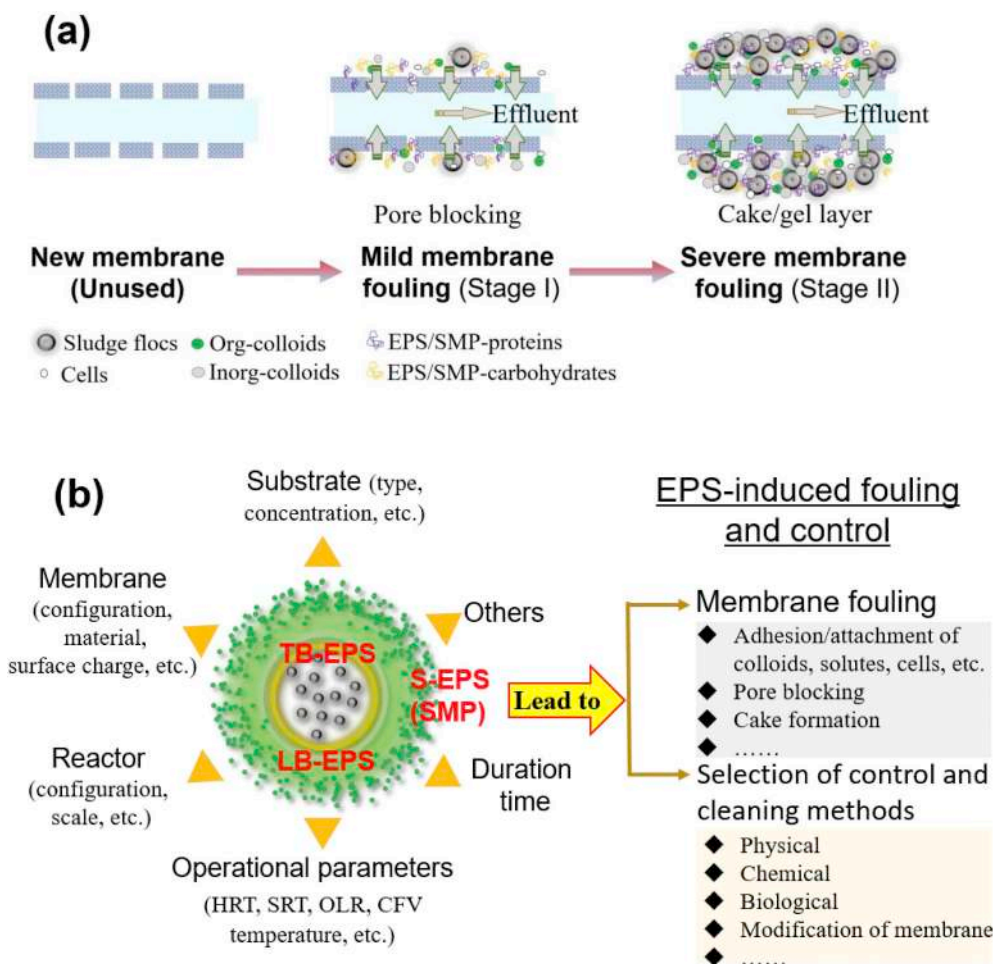 (a)
Effluent
Effluent
Pore blocking
Cake/gel layer
New membrane
(Unused)
Mild membrane
fouling (Stage I)
Severe membrane
fouling (Stage II)
Sludge flocs
Org-colloids
EPS/SMP-proteins
Cells
Inorg-colloids
EPS/SMP-carbohydrates
(b)
Substrate (type,
concentration, etc.)
Membrane
(configuration,
material,
surface charge, etc.)
Others
TB-EPS
S-EPS
(SMP)
LB-EPS
Reactor
(configuration,
scale, etc.)
Duration
time
Operational parameters
(HRT, SRT, OLR, CFV
temperature, etc.)
Lead to
EPS-induced fouling
and control
Membrane fouling
◆ Adhesion/attachment of
colloids, solutes, cells, etc.
◆ Pore blocking
◆ Cake formation
◆ ……
Selection of control and
cleaning methods
◆ Physical
◆ Chemical
◆ Biological
◆ Modification of membrane
◆ ……